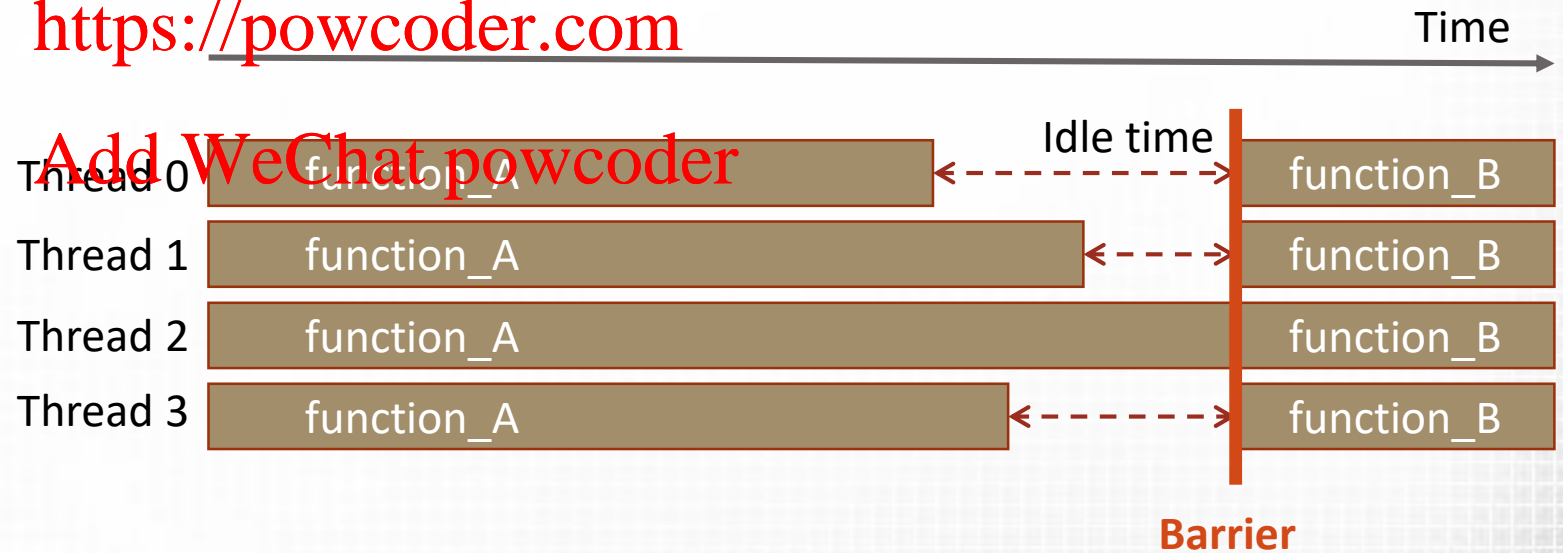 https://powcoder.com
Time
Add WeChat powcoder
Idle time
Thread 0 function_A function_B
Thread 1 function_A function_B
Thread 2 function_A function_B
Thread 3 function_A function_B
Barrier